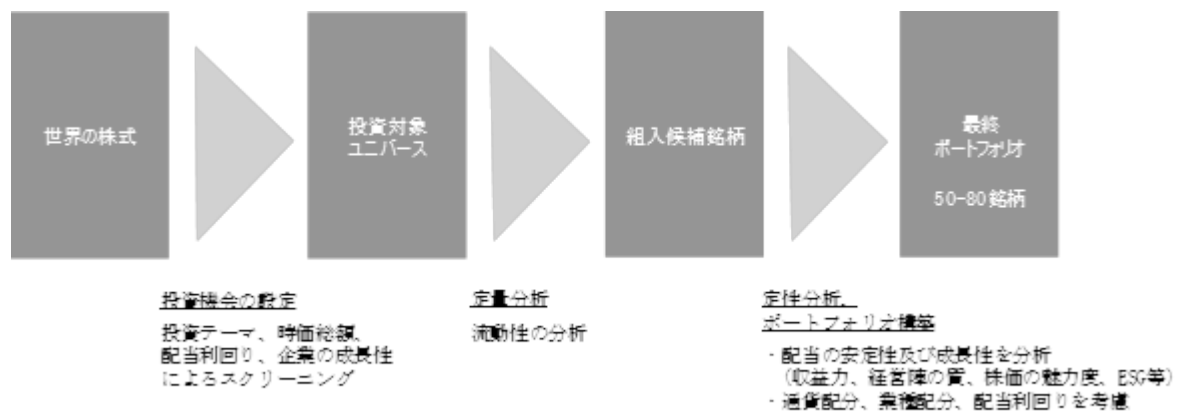 世界の株式
投資対象
ユニバース
組入候補銘柄
最終
ポートフォリオ
50-80銘柄
投資機会の設定
投資テーマ、時価総額、
配当利回り、企業の成長性
によるスクリーニング
定量分析
流動性の分析
定性分析、
ポートフォリオ構築
・配当の安定性及び成長性を分析
（収益力、経営陣の質、株価の魅力度、ESG等）
・通貨配分、業種配分、配当利回りを考慮